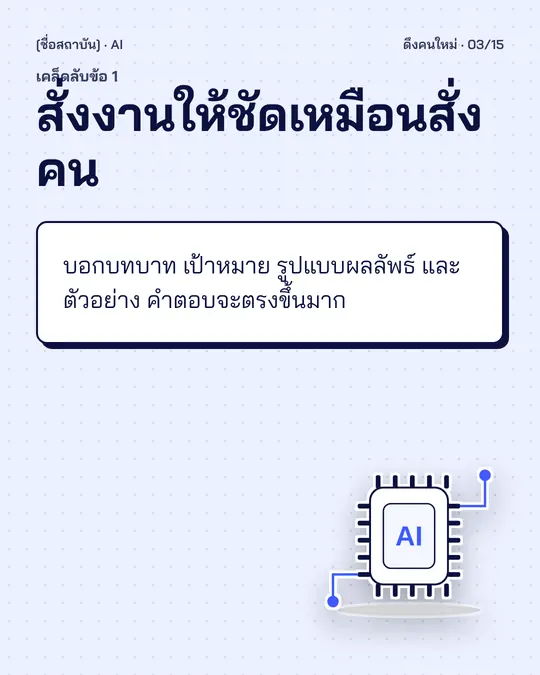 [ชื่อสถาบัน] · AI
ดึงคนใหม่ · 03/15
เคล็ดลับข้อ 1
สั่งงานให้ชัดเหมือนสั่ง
คน
บอกบทบาท เป้าหมาย รูปแบบผลลัพธ์ และ
ตัวอย่าง คำตอบจะตรงขึ้นมาก
AI